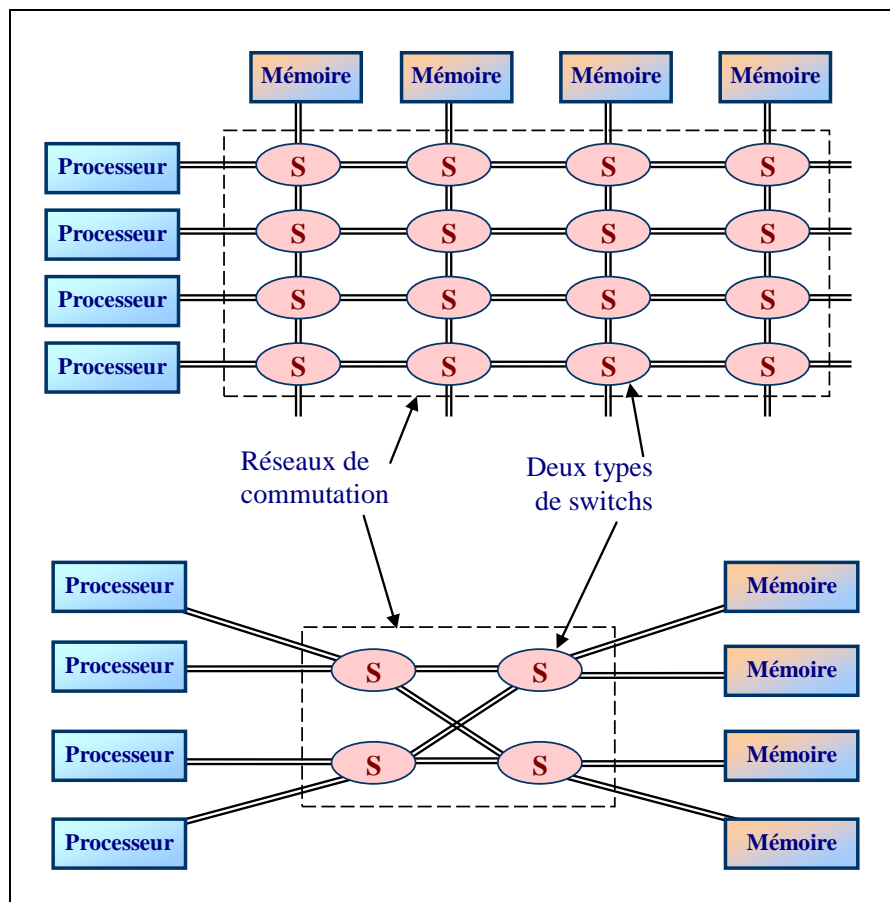 Mémoire Mémoire Mémoire Mémoire
Processeur S S S S
Processeur S S S S
Processeur S S S S
Processeur S S S S
Réseaux de
commutation
Deux types
de switchs
Processeur Mémoire
Processeur S S Mémoire
Processeur S S Mémoire
Processeur Mémoire